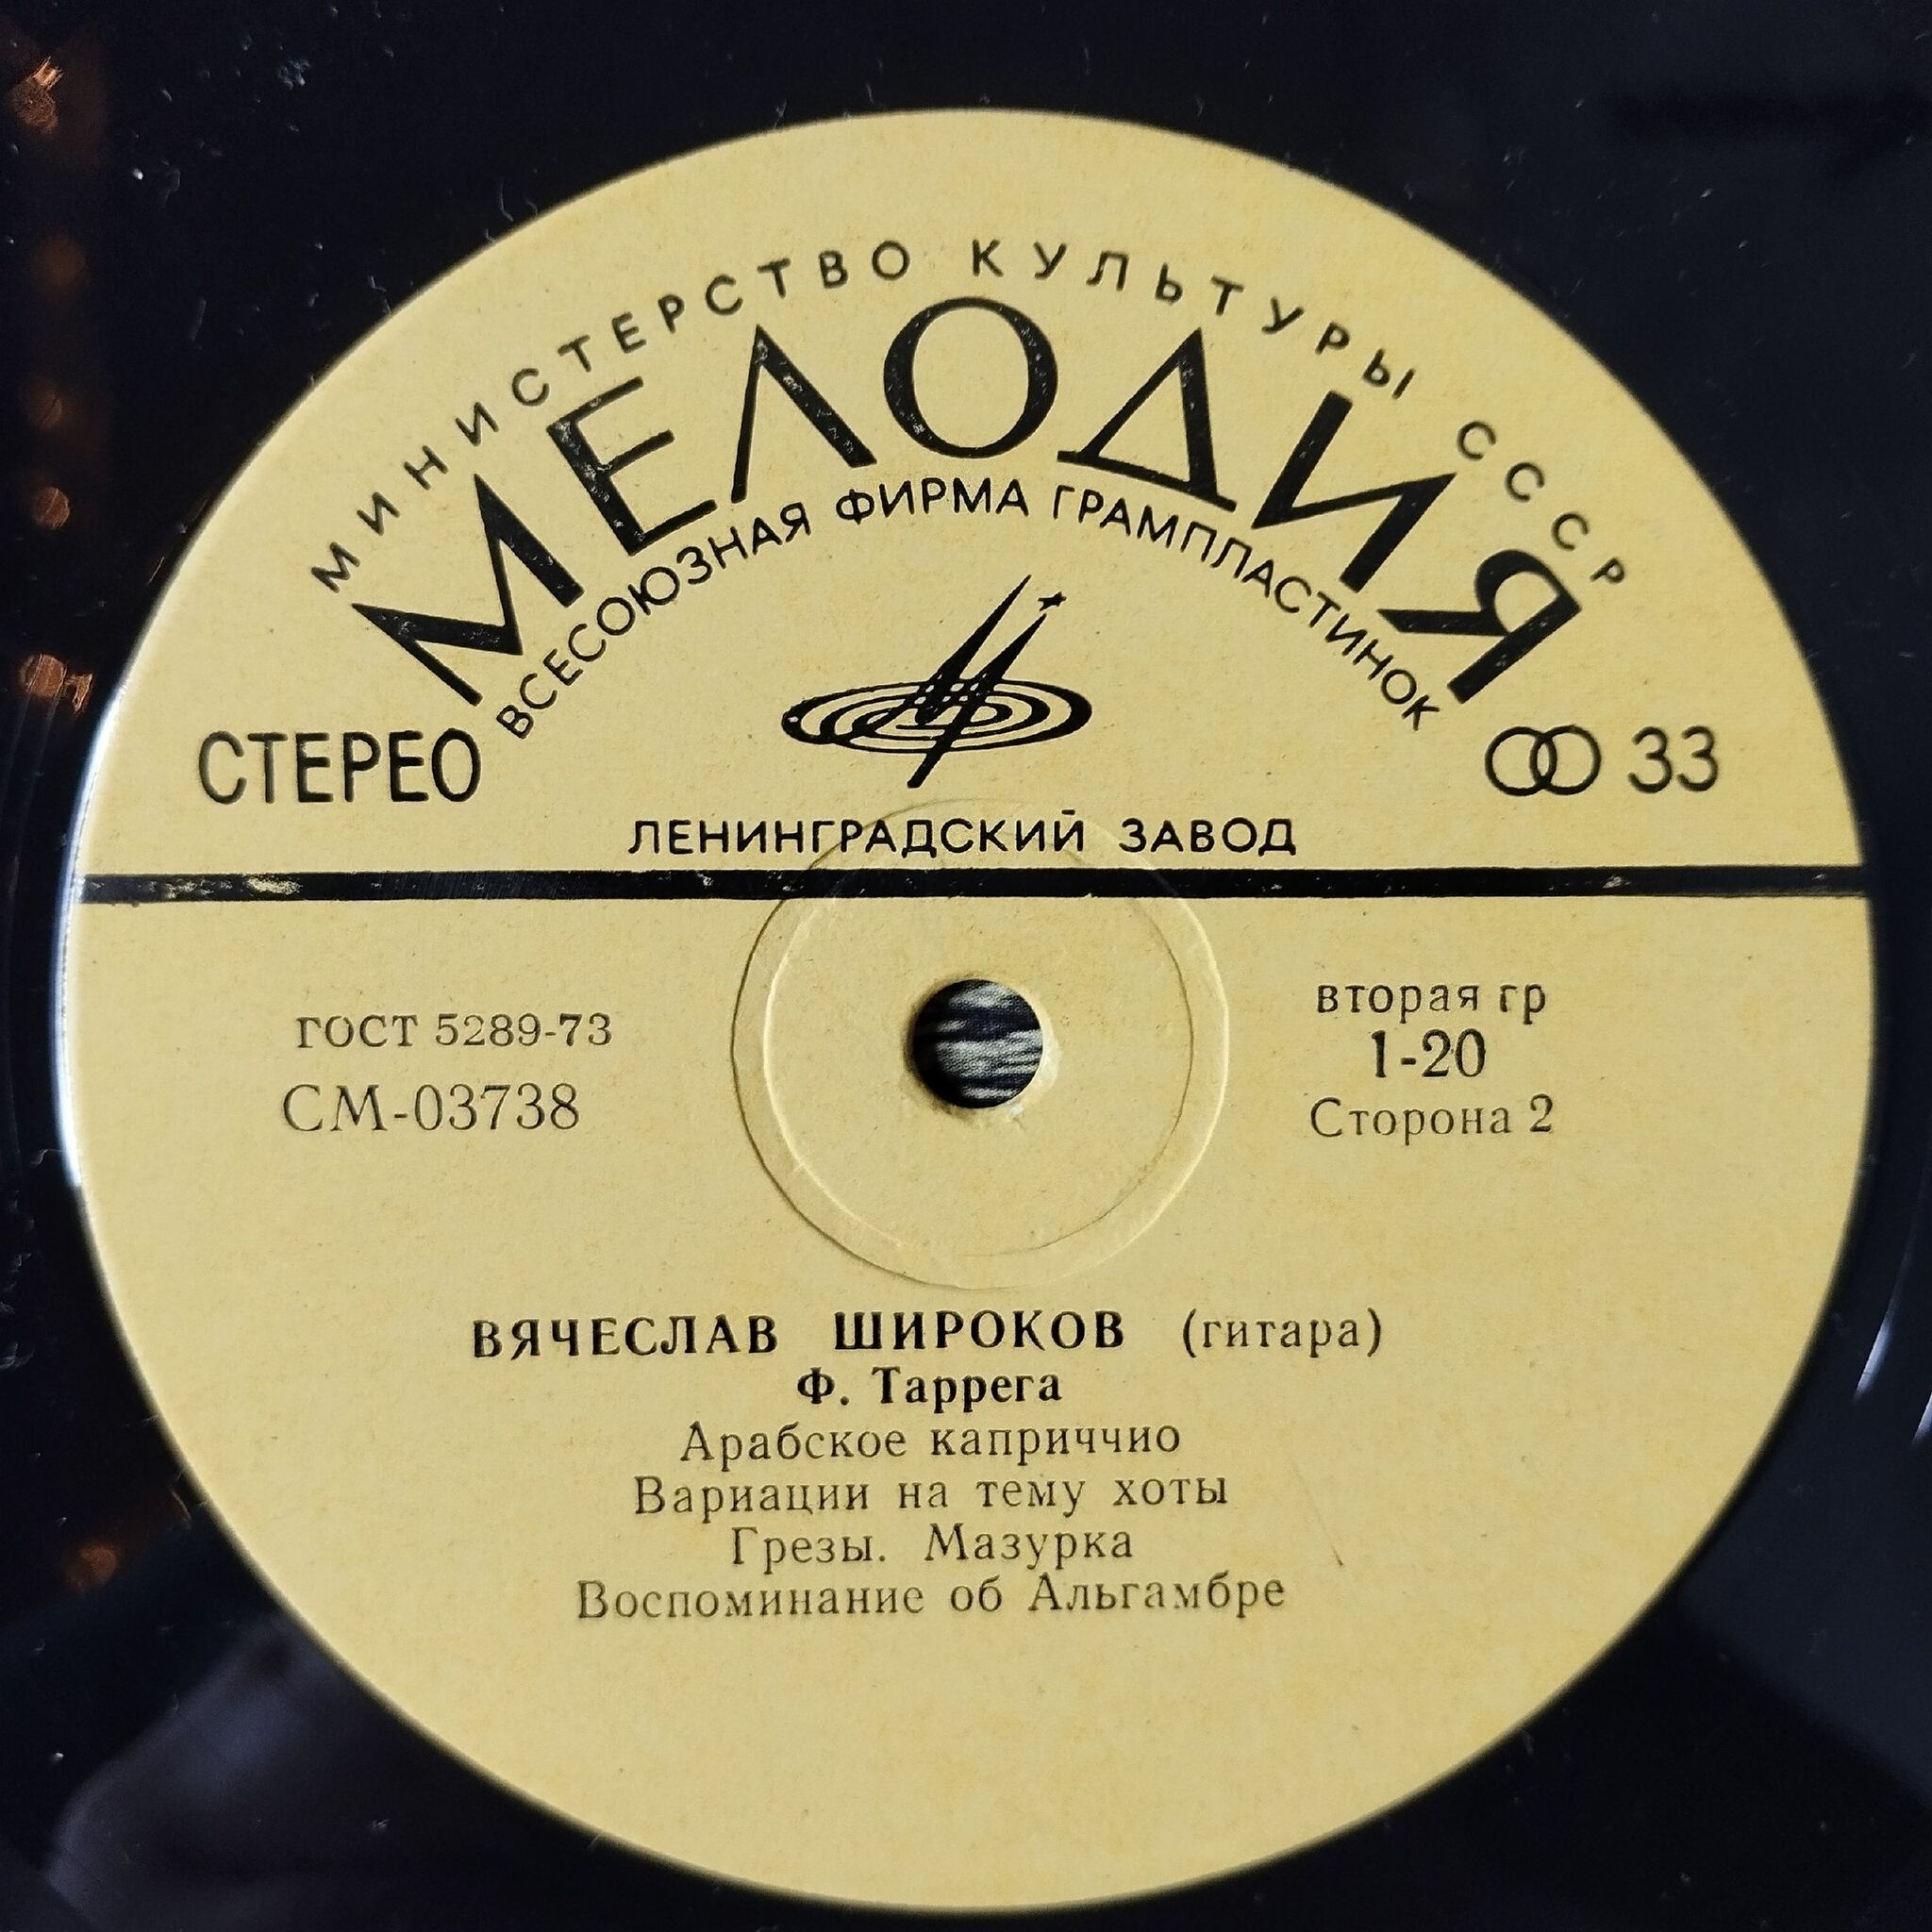 МИНИСТЕРСТВО КУЛЬТУРЫ СССР
МЕЛОДИЯ
ВСЕСОЮЗНАЯ ФИРМА ГРАМПЛАСТИНОК
СТЕРЕО
33
ЛЕНИНГРАДСКИЙ ЗАВОД
ГОСТ 5289-73
СМ-03738
вторая гр
1-20
Сторона 2
ВЯЧЕСЛАВ ШИРОКОВ (гитара)
Ф. Таррега
Арабское каприччио
Вариации на тему хоты
Грезы. Мазурка
Воспоминание об Альгамбре